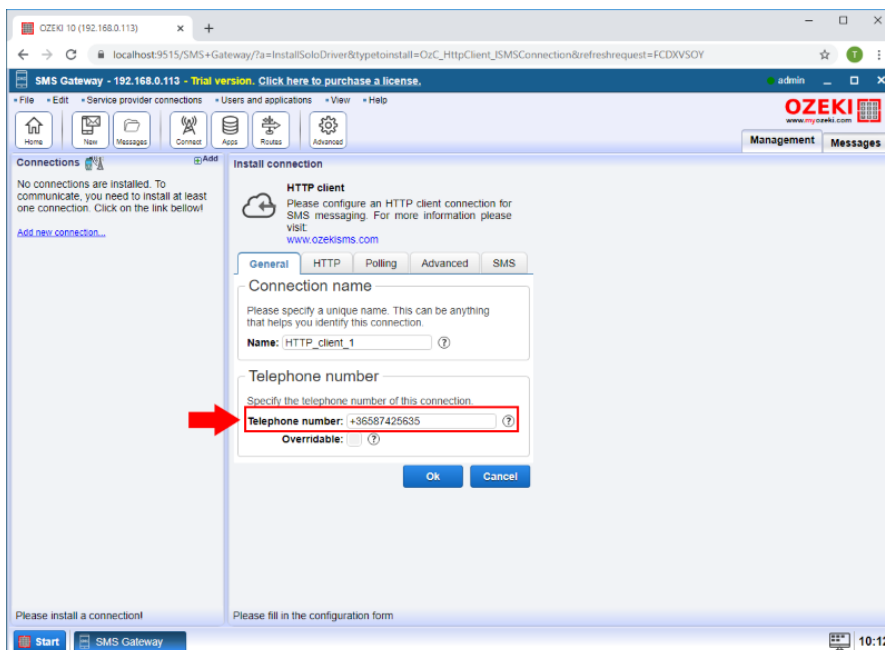 OZEKI 10 (192.168.0.113)
localhost:9515/SMS+Gateway/?a=InstallSoloDriver&typetoinstall=OzC_HttpClient_ISMSConnection&refreshrequest=FCDXVSOY
T
SMS Gateway - 192.168.0.113 - Trial version. Click here to purchase a license.
admin
File Edit Service provider connections Users and applications View Help
Home New Messages Connect Apps Routes Advanced
OZEKI
www.myozeki.com
Management Messages
Connections Add
No connections are installed. To
communicate, you need to install at least
one connection. Click on the link bellow!
Add new connection...
Install connection
HTTP client
Please configure an HTTP client connection for
SMS messaging. For more information please
visit:
www.ozekisms.com
General HTTP Polling Advanced SMS
Connection name
Please specify a unique name. This can be anything
that helps you identify this connection.
Name: HTTP_client_1 ?
Telephone number
Specify the telephone number of this connection.
Telephone number: +36587425635 ?
Overridable: ?
Ok Cancel
Please install a connection!
Please fill in the configuration form
Start SMS Gateway 10:12